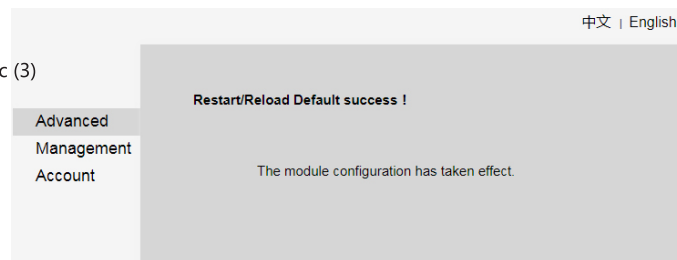 中文 | English
c (3)
Restart/Reload Default success !
Advanced
Management
Account
The module configuration has taken effect.